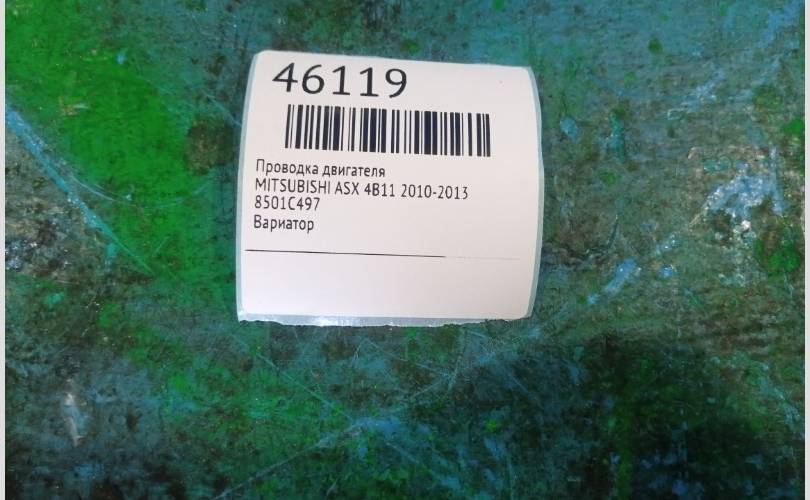 46119
Проводка двигателя
MITSUBISHI ASX 4B11 2010-2013
8501C497
Вариатор